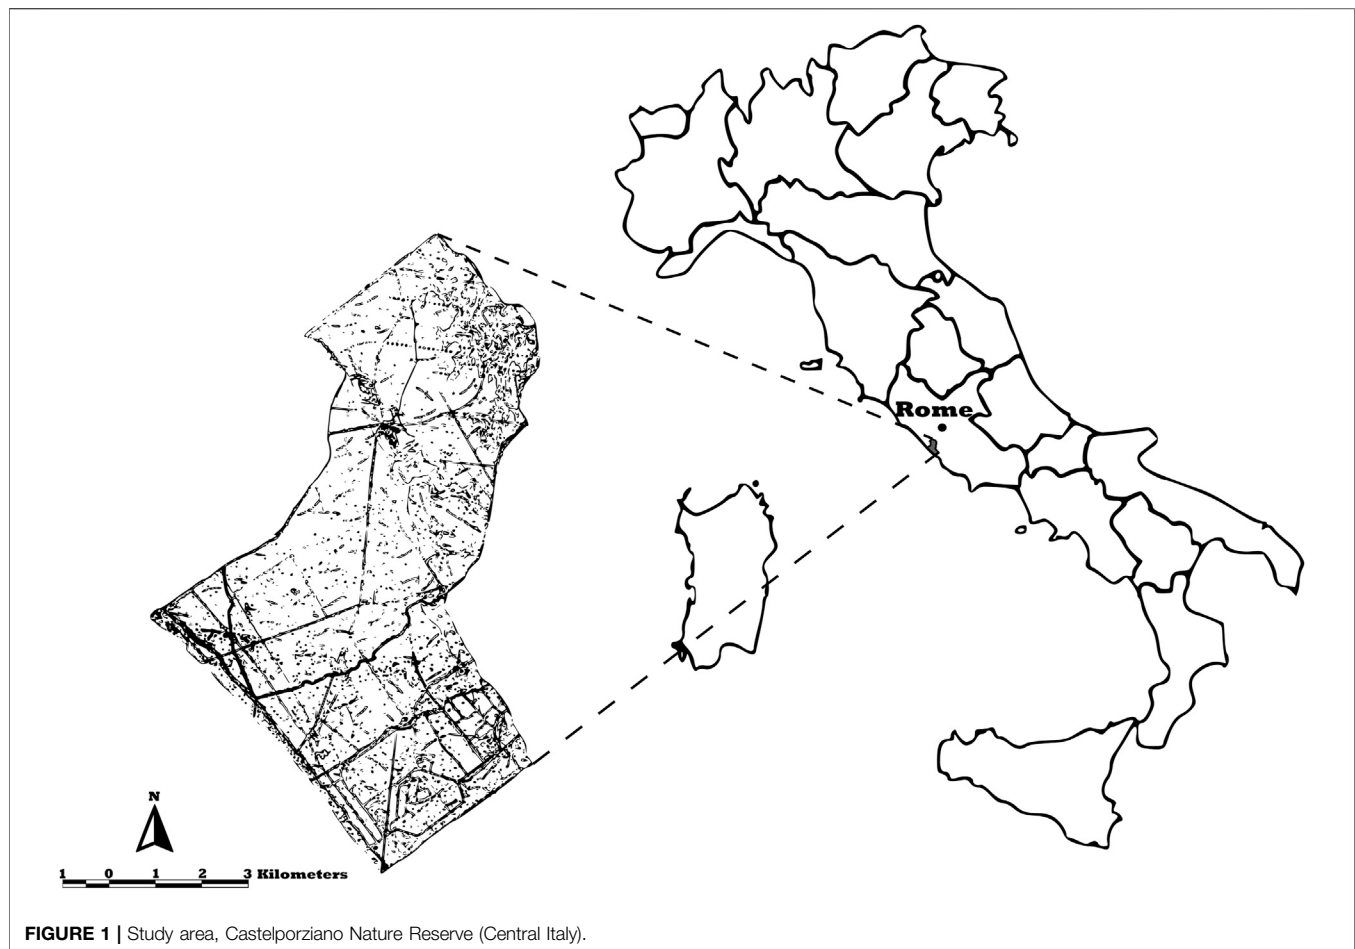 Rome
N
1 0 1 2 3 Kilometers
FIGURE 1 | Study area, Castelporziano Nature Reserve (Central Italy).